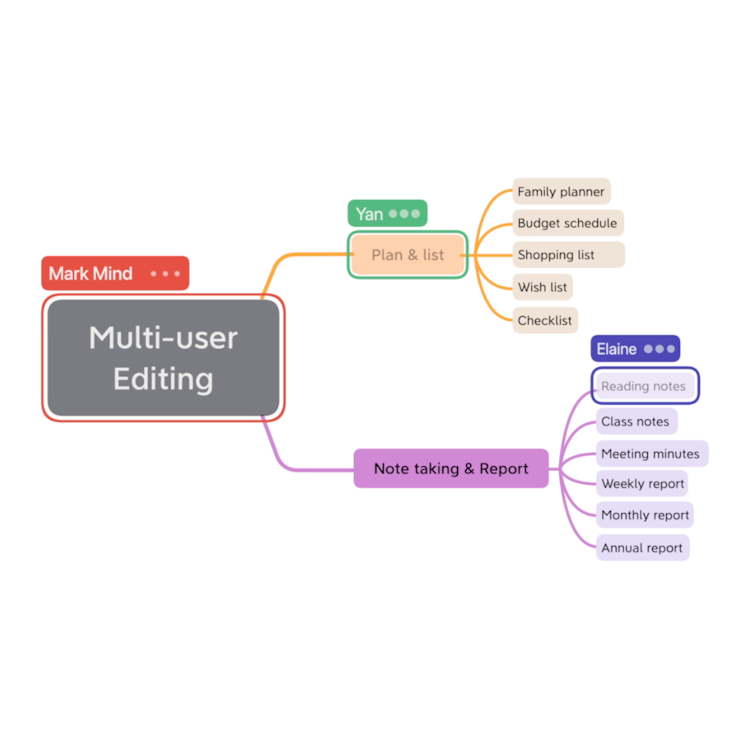 Mark Mind
Multi-user
Editing
Yan
Plan & list
Family planner
Budget schedule
Shopping list
Wish list
Checklist
Note taking & Report
Elaine
Reading notes
Class notes
Meeting minutes
Weekly report
Monthly report
Annual report